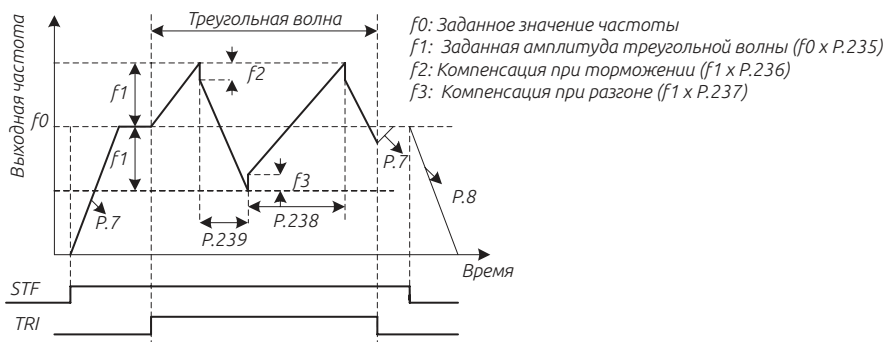 Треугольная волна
f0: Заданное значение частоты
f1: Заданная амплитуда треугольной волны (f0 x P.235)
f2: Компенсация при торможении (f1 x P.236)
f3: Компенсация при разгоне (f1 x P.237)
Выходная частота
f2
f1
f0
f1
f3
P.7
P.7
P.8
P.239
P.238
Время
STF
TRI